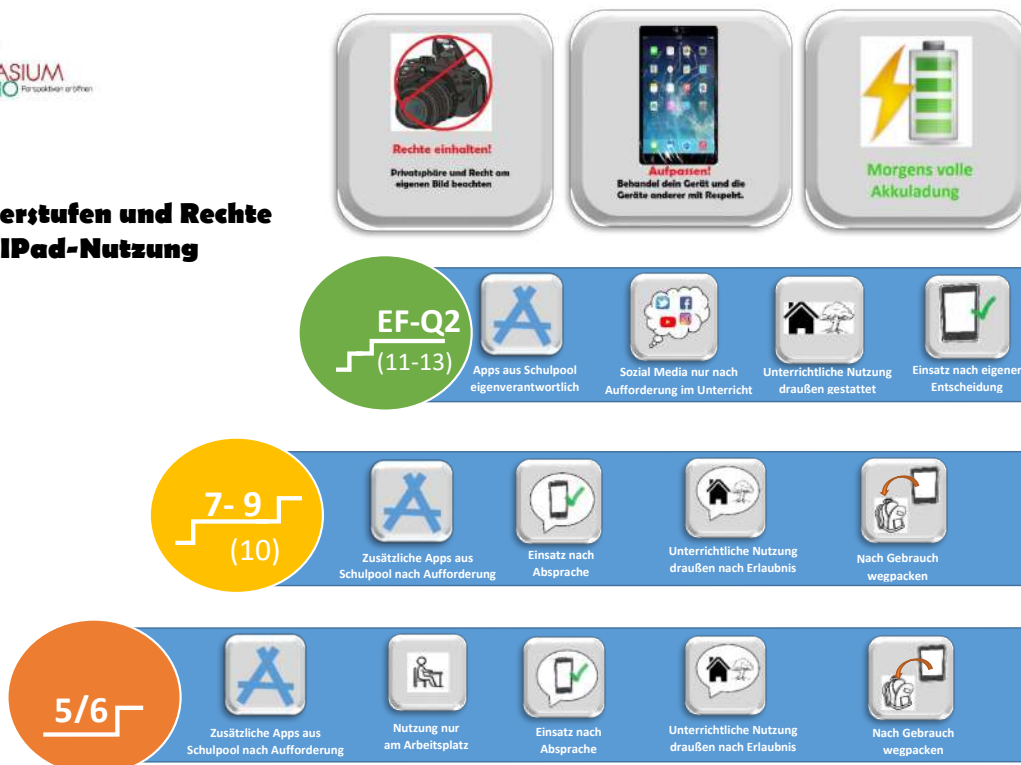 ASIUM
IO Perspektiven eröffnen
erstufen und Rechte
IPad-Nutzung
Rechte einhalten!
Privatsphäre und Recht am
eigenen Bild beachten
Aufpassen!
Behandel dein Gerät und die
Geräte anderer mit Respekt.
Morgens volle
Akkuladung
EF-Q2
(11-13)
Apps aus Schulpool
eigenverantwortlich
Sozial Media nur nach
Aufforderung im Unterricht
Unterrichtliche Nutzung
draußen gestattet
Einsatz nach eigener
Entscheidung
7- 9
(10)
Zusätzliche Apps aus
Schulpool nach Aufforderung
Einsatz nach
Absprache
Unterrichtliche Nutzung
draußen nach Erlaubnis
Nach Gebrauch
wegpacken
5/6
Zusätzliche Apps aus
Schulpool nach Aufforderung
Nutzung nur
am Arbeitsplatz
Einsatz nach
Absprache
Unterrichtliche Nutzung
draußen nach Erlaubnis
Nach Gebrauch
wegpacken